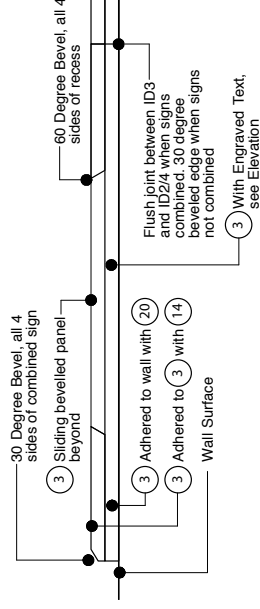 30 Degree Bevel, all 4
sides of combined sign
3 Sliding bevelled panel
beyond
60 Degree Bevel, all 4
sides of recess
3 Adhered to wall with 20
3 Adhered to 3 with 14
Wall Surface
Flush joint between ID3
and ID2/4 when signs
combined. 30 degree
beveled edge when signs
not combined
3 With Engraved Text,
see Elevation